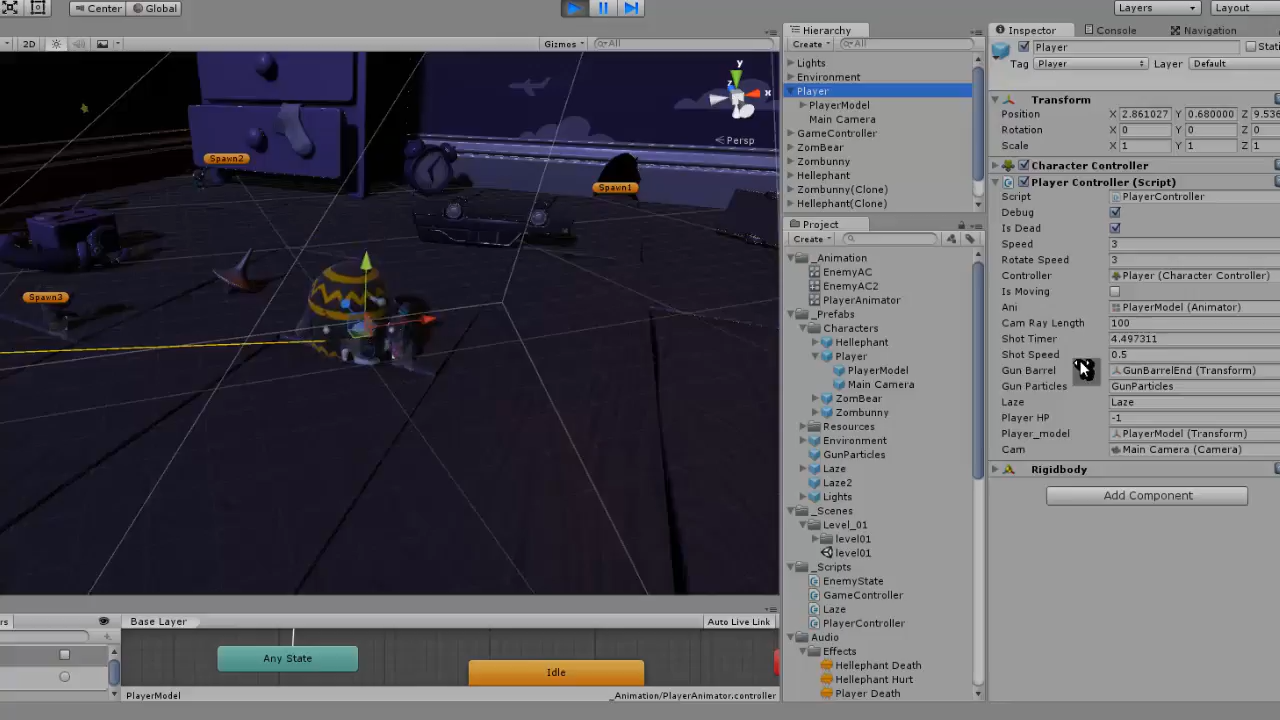 Center Global
Layers Layout
2D
Gizmos All
Persp
y
x
z
Spawn2
Spawn1
Spawn3
Hierarchy
Create All
Lights
Environment
Player
PlayerModel
Main Camera
GameController
ZomBear
Zombunny
Hellephant
Zombunny(Clone)
Hellephant(Clone)
Project
Create
_Animation
EnemyAC
EnemyAC2
PlayerAnimator
_Prefabs
Characters
Hellephant
Player
PlayerModel
Main Camera
ZomBear
Zombunny
Resources
Environment
GunParticles
Laze
Laze2
Lights
_Scenes
Level_01
level01
level01
_Scripts
EnemyState
GameController
Laze
PlayerController
Audio
Effects
Hellephant Death
Hellephant Hurt
Player Death
Inspector Console Navigation
Player Stati
Tag Player Layer Default
Transform
Position X 2.861027 Y 0.680000 Z 9.536
Rotation X 0 Y 0 Z 0
Scale X 1 Y 1 Z 1
Character Controller
Player Controller (Script)
Script PlayerController
Debug
Is Dead
Speed 3
Rotate Speed 3
Controller Player (Character Controller)
Is Moving
Ani PlayerModel (Animator)
Cam Ray Length 100
Shot Timer 4.497311
Shot Speed 0.5
Gun Barrel GunBarrelEnd (Transform)
Gun Particles GunParticles
Laze Laze
Player HP -1
Player_model PlayerModel (Transform)
Cam Main Camera (Camera)
Rigidbody
Add Component
rs
Base Layer Auto Live Link
Any State
Idle
PlayerModel _Animation/PlayerAnimator.controller